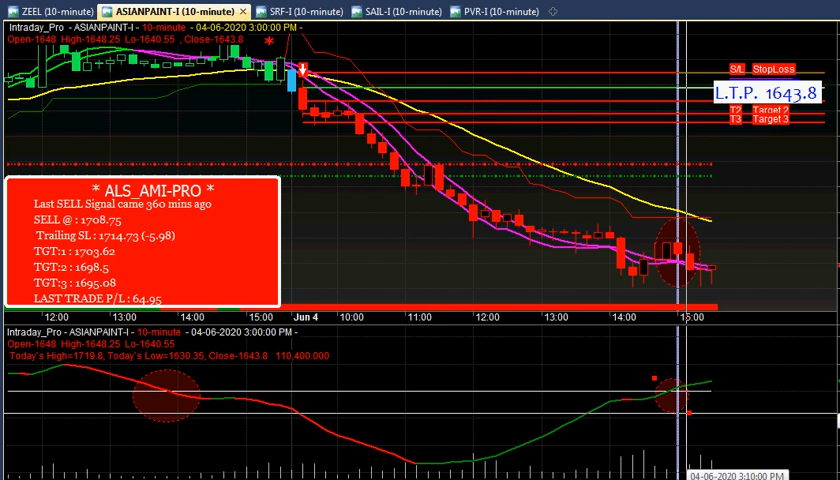 ZEEL (10-minute) ASIANPAINT-I (10-minute) SRF-I (10-minute) SAIL-I (10-minute) PVR-I (10-minute)
Intraday_Pro - ASIANPAINT-I - 10-minute - 04-06-2020 3:00:00 PM -
Open-1648 High-1648.25 Lo-1640.55 , Close-1643.8
S/L StopLoss
L.T.P. 1643.8
T2 Target 2
T3 Target 3
* ALS_AMI-PRO *
Last SELL Signal came 360 mins ago
SELL @ : 1708.75
Trailing SL : 1714.73 (-5.98)
TGT:1 : 1703.62
TGT:2 : 1698.5
TGT:3 : 1695.08
LAST TRADE P/L : 64.95
12:00 13:00 14:00 15:00 Jun 4 10:00 11:00 12:00 13:00 14:00 15:00
Intraday_Pro - ASIANPAINT-I - 10-minute - 04-06-2020 3:00:00 PM -
Open-1648 High-1648.25 Lo-1640.55
Today's High=1719.8, Today's Low=1630.35, Close-1643.8 110,400.000
04-06-2020 3:10:00 PM